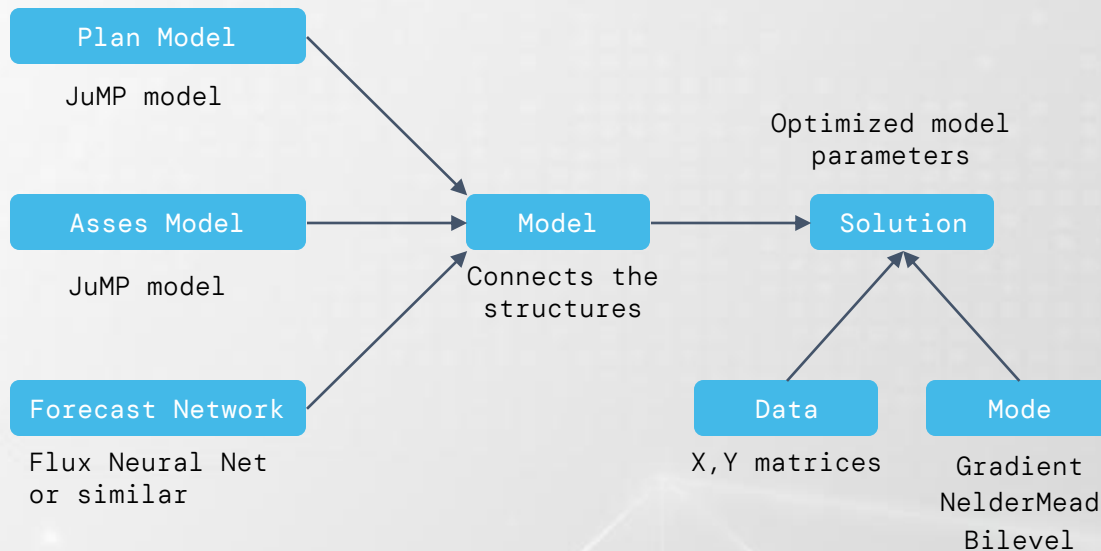 Plan Model
JuMP model
Asses Model
JuMP model
Forecast Network
Flux Neural Net
or similar
Model
Connects the
structures
Optimized model
parameters
Solution
Data
X,Y matrices
Mode
Gradient
NelderMead
Bilevel